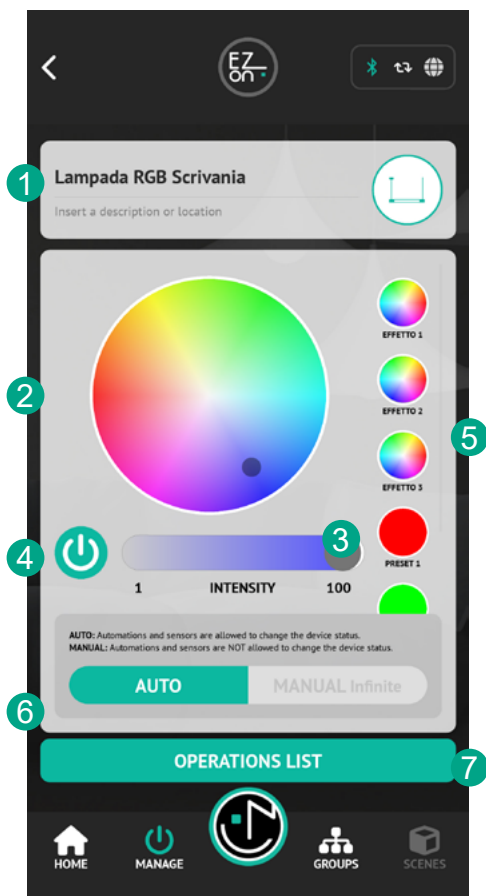 EZ
on
1
Lampada RGB Scrivania
Insert a description or location
2
EFFETTO 1
EFFETTO 2
5
EFFETTO 3
PRESET 1
4
3
1 INTENSITY 100
AUTO: Automations and sensors are allowed to change the device status.
MANUAL: Automations and sensors are NOT allowed to change the device status.
AUTO MANUAL Infinite
6
OPERATIONS LIST
7
HOME MANAGE GROUPS SCENES